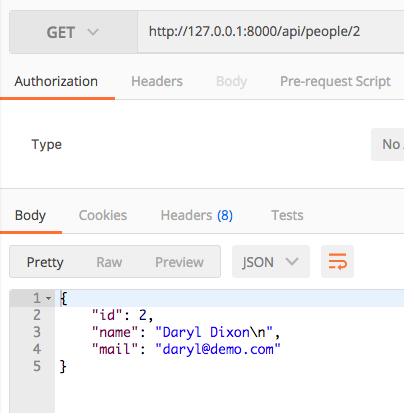 GET http://127.0.0.1:8000/api/people/2
Authorization Headers Body Pre-request Script
Type No
Body Cookies Headers (8) Tests
Pretty Raw Preview JSON
1 {
2 "id": 2,
3 "name": "Daryl Dixon\n",
4 "mail": "daryl@demo.com"
5 }